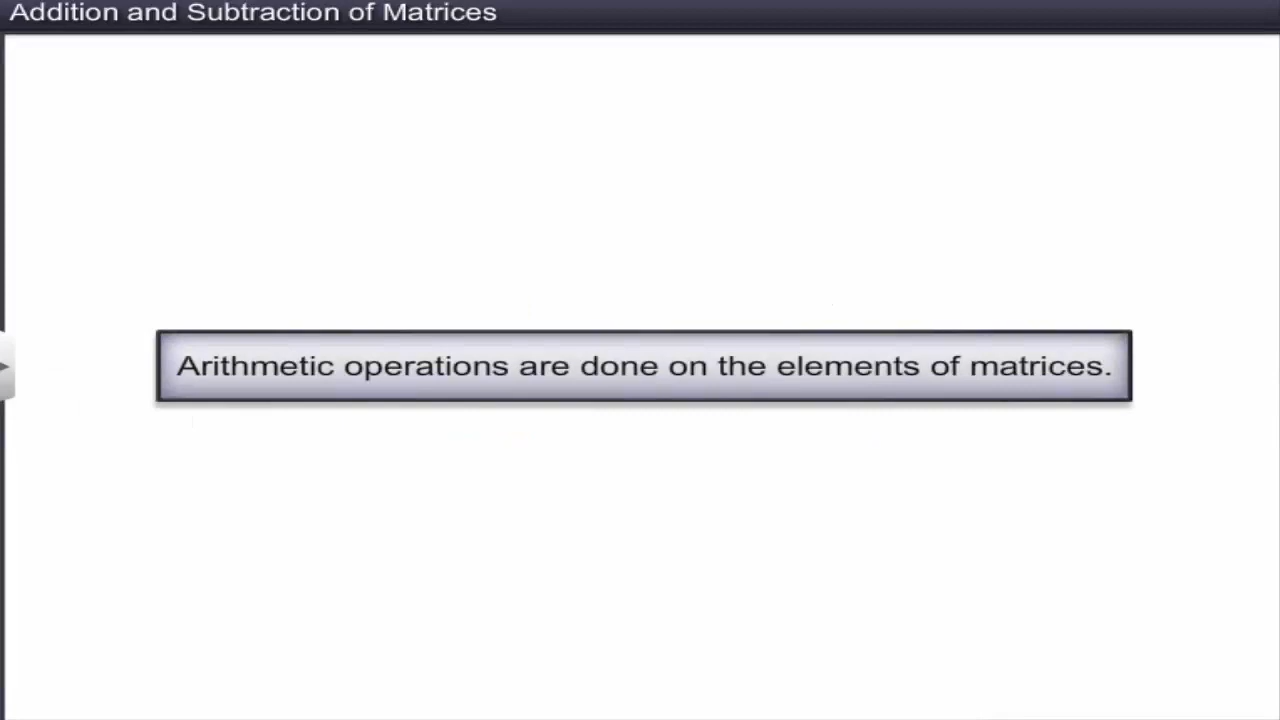 Addition and Subtraction of Matrices
Arithmetic operations are done on the elements of matrices.